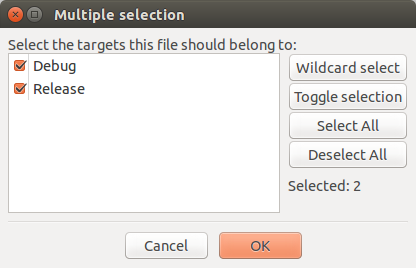 Multiple selection
Select the targets this file should belong to:
Debug
Release
Wildcard select
Toggle selection
Select All
Deselect All
Selected: 2
Cancel
OK